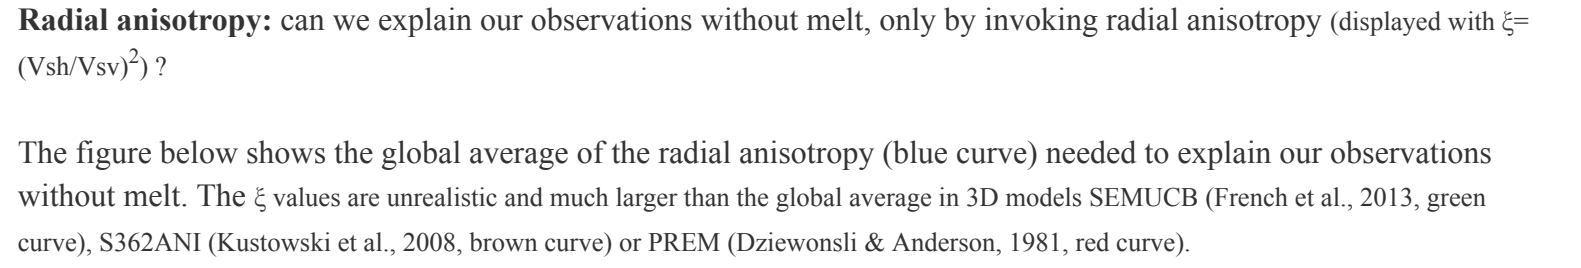 Radial anisotropy: can we explain our observations without melt, only by invoking radial anisotropy (displayed with ξ=
(Vsh/Vsv)²) ?
The figure below shows the global average of the radial anisotropy (blue curve) needed to explain our observations
without melt. The ξ values are unrealistic and much larger than the global average in 3D models SEMUCB (French et al., 2013, green
curve), S362ANI (Kustowski et al., 2008, brown curve) or PREM (Dziewonsli & Anderson, 1981, red curve).